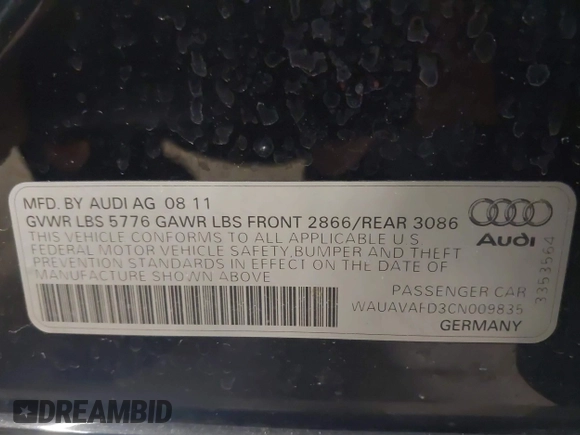 MFD. BY AUDI AG 08 11
GVWR LBS 5776 GAWR LBS FRONT 2866/REAR 3086
THIS VEHICLE CONFORMS TO ALL APPLICABLE U S
FEDERAL MOTOR VEHICLE SAFETY, BUMPER AND THEFT
PREVENTION STANDARDS IN EFFECT ON THE DATE OF
MANUFACTURE SHOWN ABOVE
Audi
3353564
PASSENGER CAR
WAUAVAFD3CN009835
GERMANY
DREAMBID